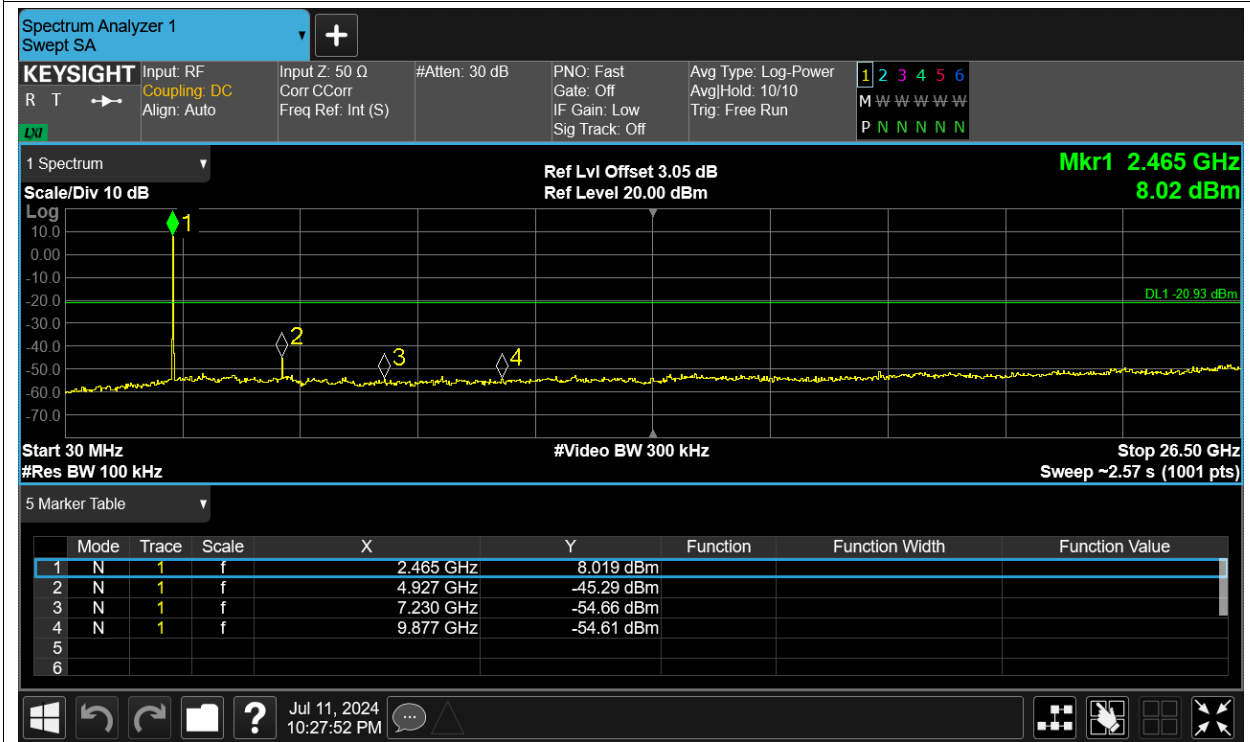 Spectrum Analyzer 1
Swept SA
KEYSIGHT
R T
LXI
Input: RF
Coupling: DC
Align: Auto
Input Z: 50 Ω
Corr CCorr
Freq Ref: Int (S)
#Atten: 30 dB
PNO: Fast
Gate: Off
IF Gain: Low
Sig Track: Off
Avg Type: Log-Power
Avg|Hold: 10/10
Trig: Free Run
1 2 3 4 5 6
M W W W W W
P N N N N N
1 Spectrum
Scale/Div 10 dB
Ref Lvl Offset 3.05 dB
Ref Level 20.00 dBm
Mkr1 2.465 GHz
8.02 dBm
Log
10.0
0.00
-10.0
-20.0
-30.0
-40.0
-50.0
-60.0
-70.0
1
2
3
4
DL1 -20.93 dBm
Start 30 MHz
#Res BW 100 kHz
#Video BW 300 kHz
Stop 26.50 GHz
Sweep ~2.57 s (1001 pts)
5 Marker Table
Mode Trace Scale X Y Function Function Width Function Value
1 N 1 f 2.465 GHz 8.019 dBm
2 N 1 f 4.927 GHz -45.29 dBm
3 N 1 f 7.230 GHz -54.66 dBm
4 N 1 f 9.877 GHz -54.61 dBm
5
6
?
Jul 11, 2024
10:27:52 PM